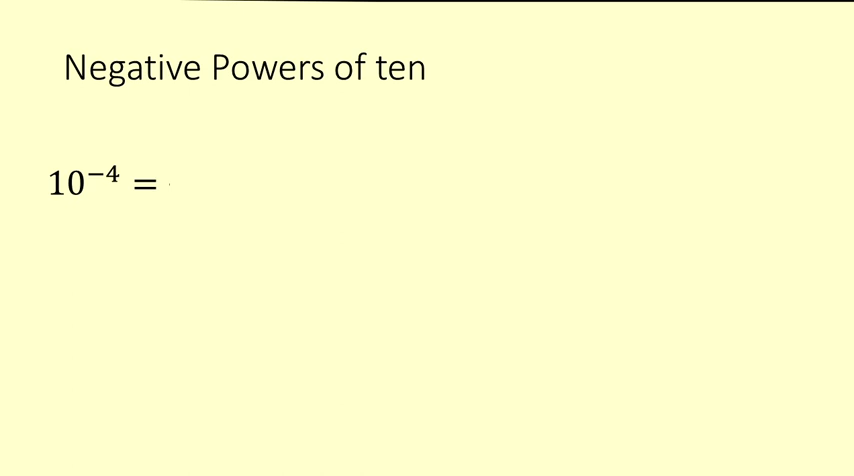 Negative Powers of ten
10⁻⁴ =